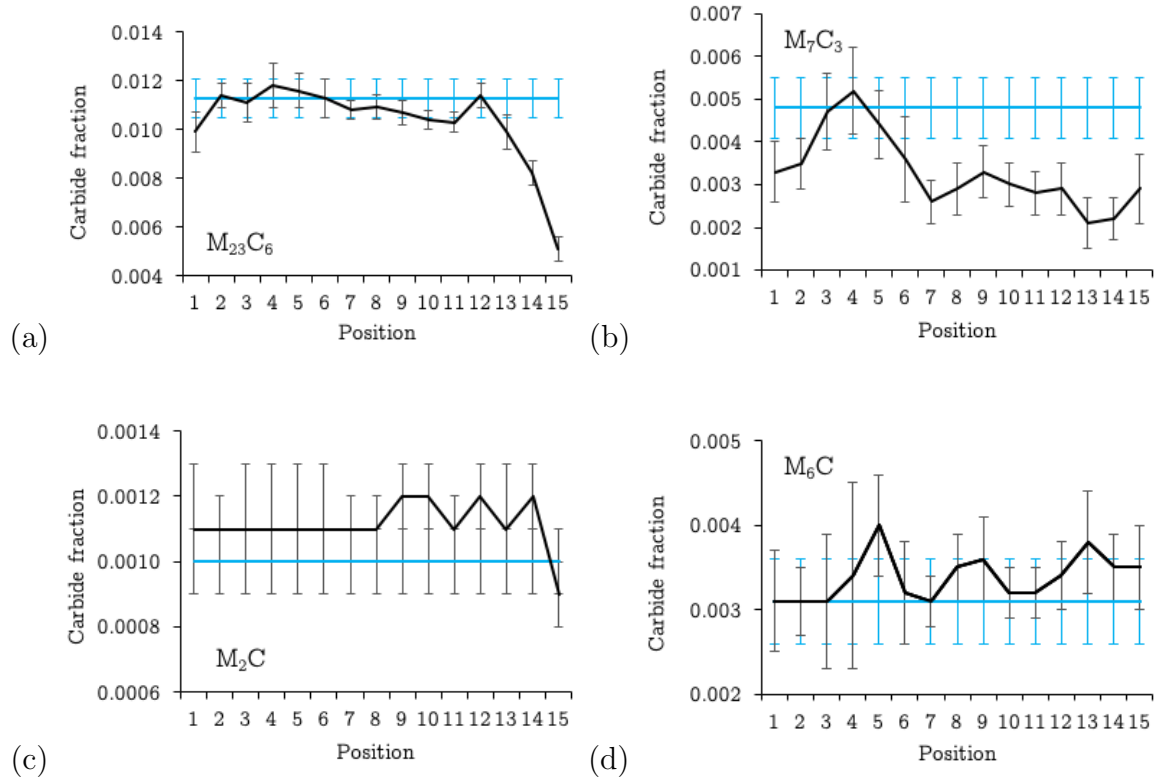 0.014
0.012
0.010
0.008
0.006
0.004
Carbide fraction
M₂₃C₆
1 2 3 4 5 6 7 8 9 10 11 12 13 14 15
Position
(a)
0.007
0.006
0.005
0.004
0.003
0.002
0.001
Carbide fraction
M₇C₃
1 2 3 4 5 6 7 8 9 10 11 12 13 14 15
Position
(b)
0.0014
0.0012
0.0010
0.0008
0.0006
Carbide fraction
M₂C
1 2 3 4 5 6 7 8 9 10 11 12 13 14 15
Position
(c)
0.005
0.004
0.003
0.002
Carbide fraction
M₆C
1 2 3 4 5 6 7 8 9 10 11 12 13 14 15
Position
(d)